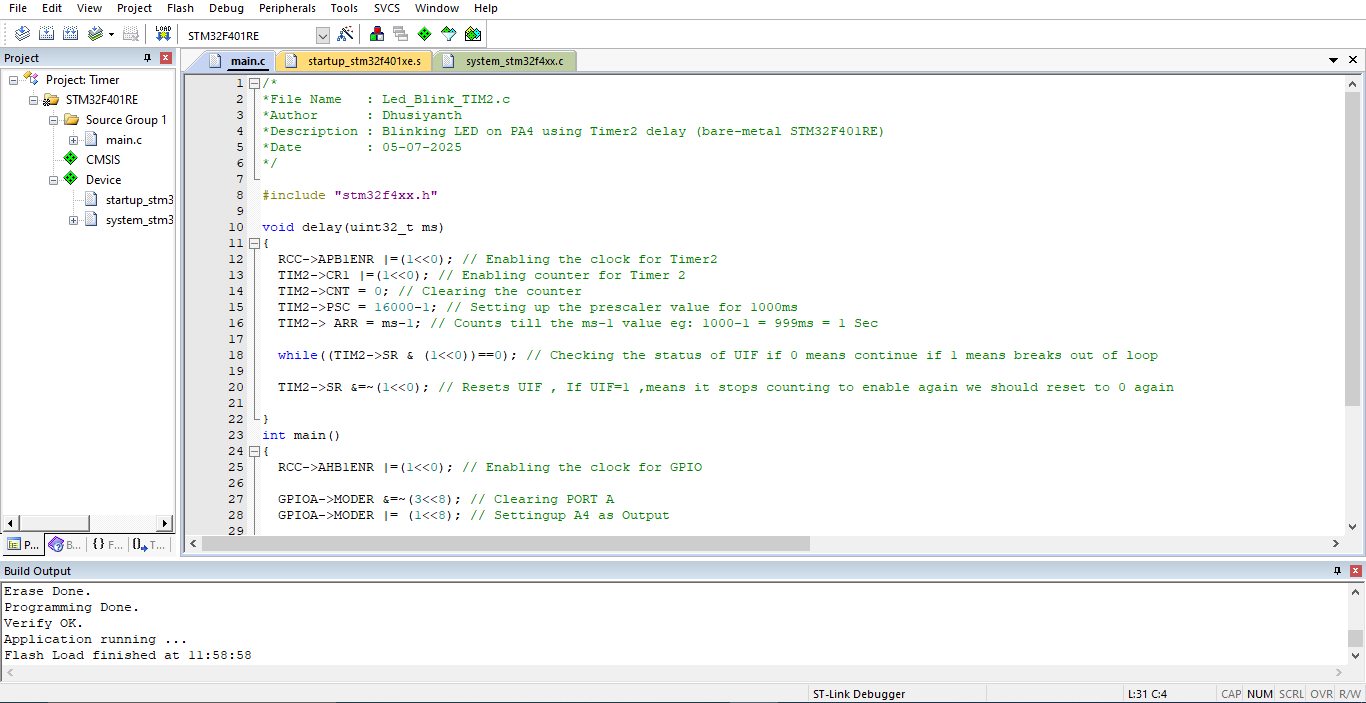 File Edit View Project Flash Debug Peripherals Tools SVCS Window Help
LOAD STM32F401RE
Project
Project: Timer
STM32F401RE
Source Group 1
main.c
CMSIS
Device
startup_stm3
system_stm3
P... B... {} F... 0 T...
main.c startup_stm32f401xe.s system_stm32f4xx.c
1 /*
2 *File Name   : Led_Blink_TIM2.c
3 *Author      : Dhusiyanth
4 *Description : Blinking LED on PA4 using Timer2 delay (bare-metal STM32F401RE)
5 *Date        : 05-07-2025
6 */
7
8 #include "stm32f4xx.h"
9
10 void delay(uint32_t ms)
11 {
12   RCC->APB1ENR |=(1<<0); // Enabling the clock for Timer2
13   TIM2->CR1 |=(1<<0); // Enabling counter for Timer 2
14   TIM2->CNT = 0; // Clearing the counter
15   TIM2->PSC = 16000-1; // Setting up the prescaler value for 1000ms
16   TIM2-> ARR = ms-1; // Counts till the ms-1 value eg: 1000-1 = 999ms = 1 Sec
17
18   while((TIM2->SR & (1<<0))==0); // Checking the status of UIF if 0 means continue if 1 means breaks out of loop
19
20   TIM2->SR &=~(1<<0); // Resets UIF , If UIF=1 ,means it stops counting to enable again we should reset to 0 again
21
22 }
23 int main()
24 {
25   RCC->AHB1ENR |=(1<<0); // Enabling the clock for GPIO
26
27   GPIOA->MODER &=~(3<<8); // Clearing PORT A
28   GPIOA->MODER |= (1<<8); // Settingup A4 as Output
29
Build Output
Erase Done.
Programming Done.
Verify OK.
Application running ...
Flash Load finished at 11:58:58
ST-Link Debugger L:31 C:4 CAP NUM SCRL OVR R/W